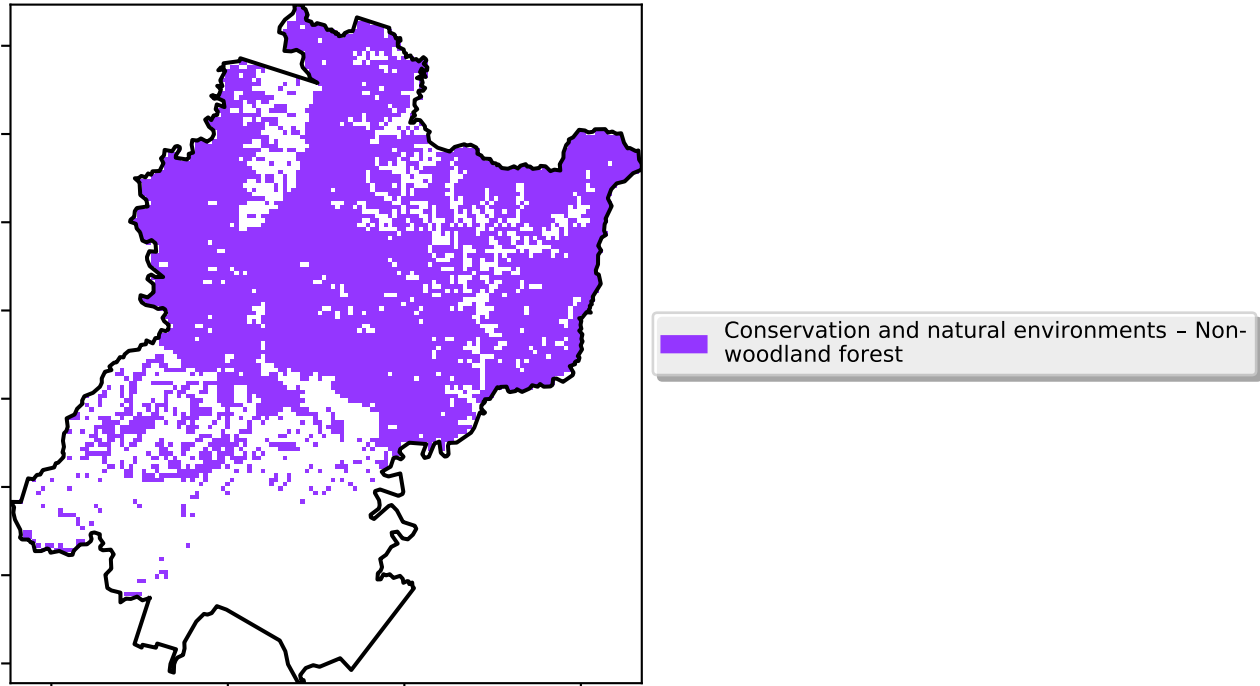 Conservation and natural environments – Non-
woodland forest